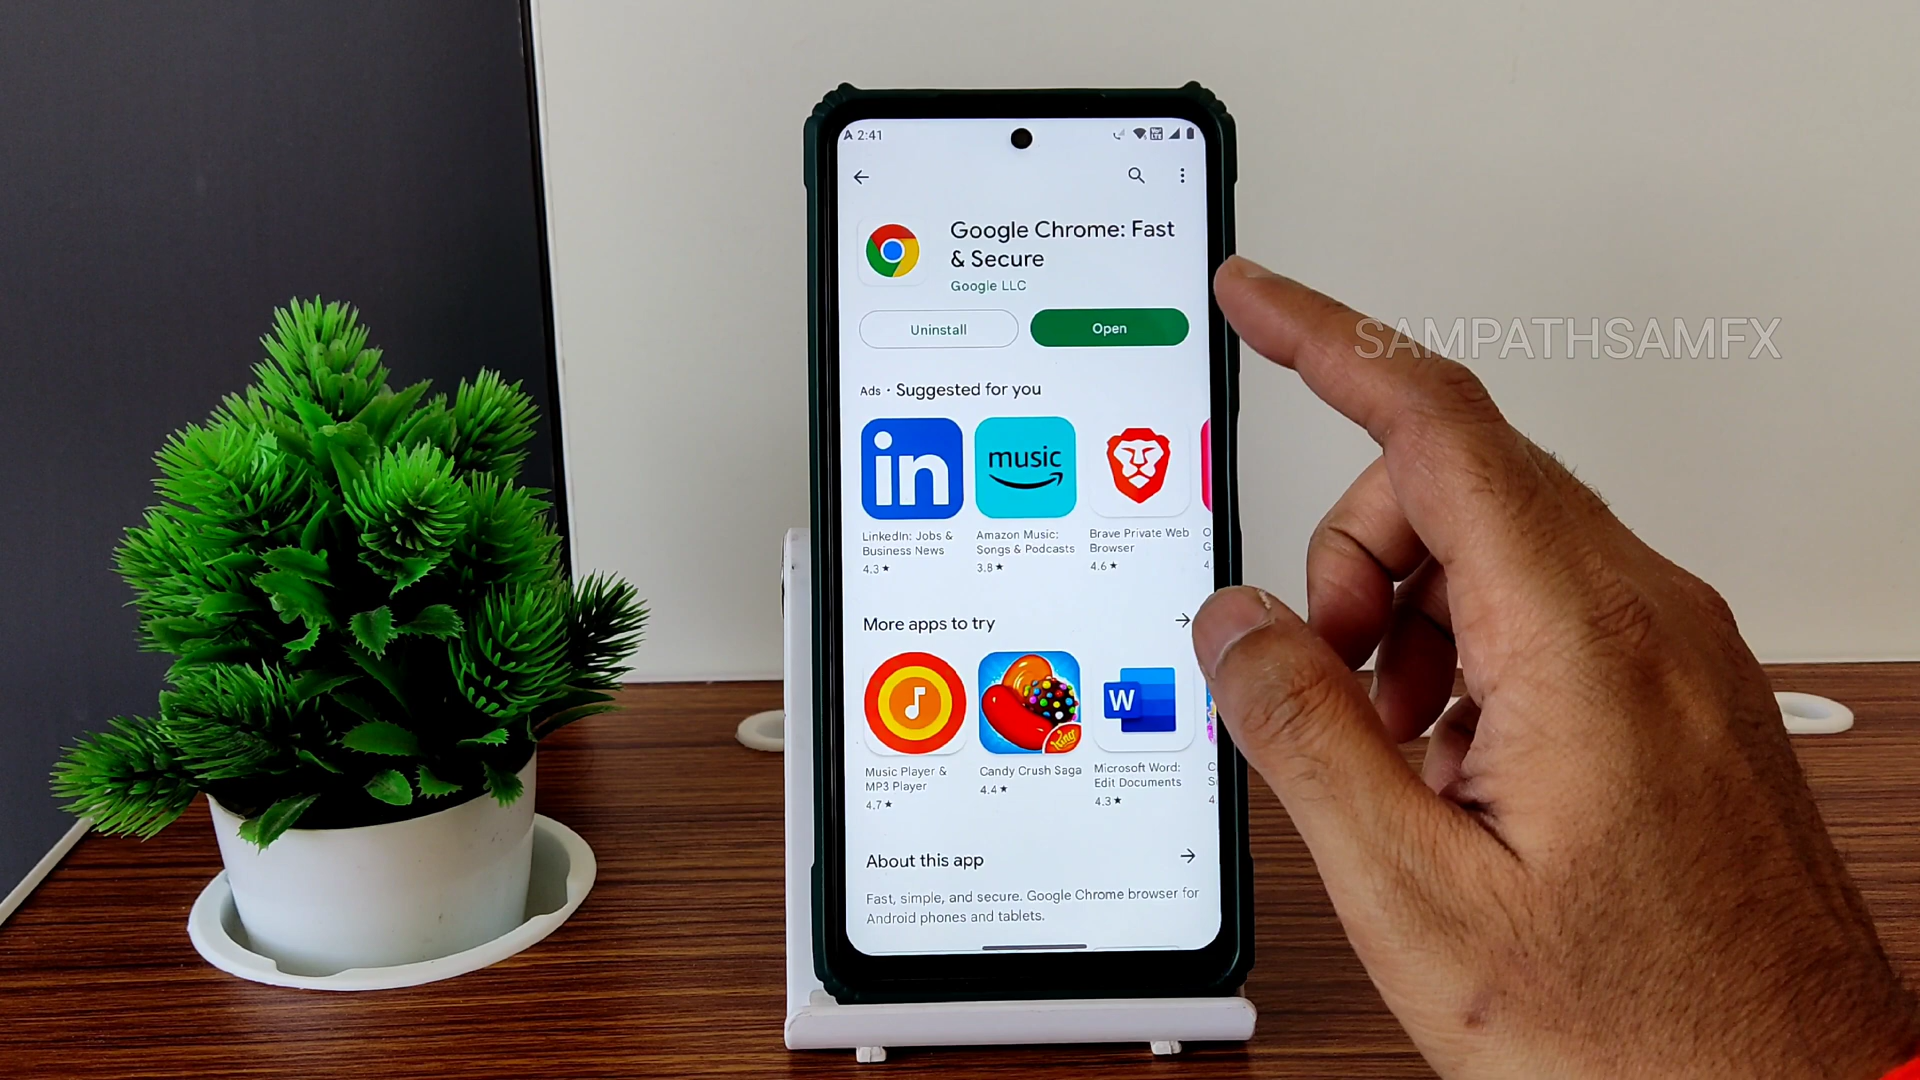 2:41
Google Chrome: Fast
& Secure
Google LLC
Uninstall
Open
Ads · Suggested for you
in
music
LinkedIn: Jobs &
Business News
4.3 ★
Amazon Music:
Songs & Podcasts
3.8 ★
Brave Private Web
Browser
4.6 ★
More apps to try
W
King
Music Player &
MP3 Player
4.7 ★
Candy Crush Saga
4.4 ★
Microsoft Word:
Edit Documents
4.3 ★
About this app
Fast, simple, and secure. Google Chrome browser for
Android phones and tablets.
SAMPATHSAMFX